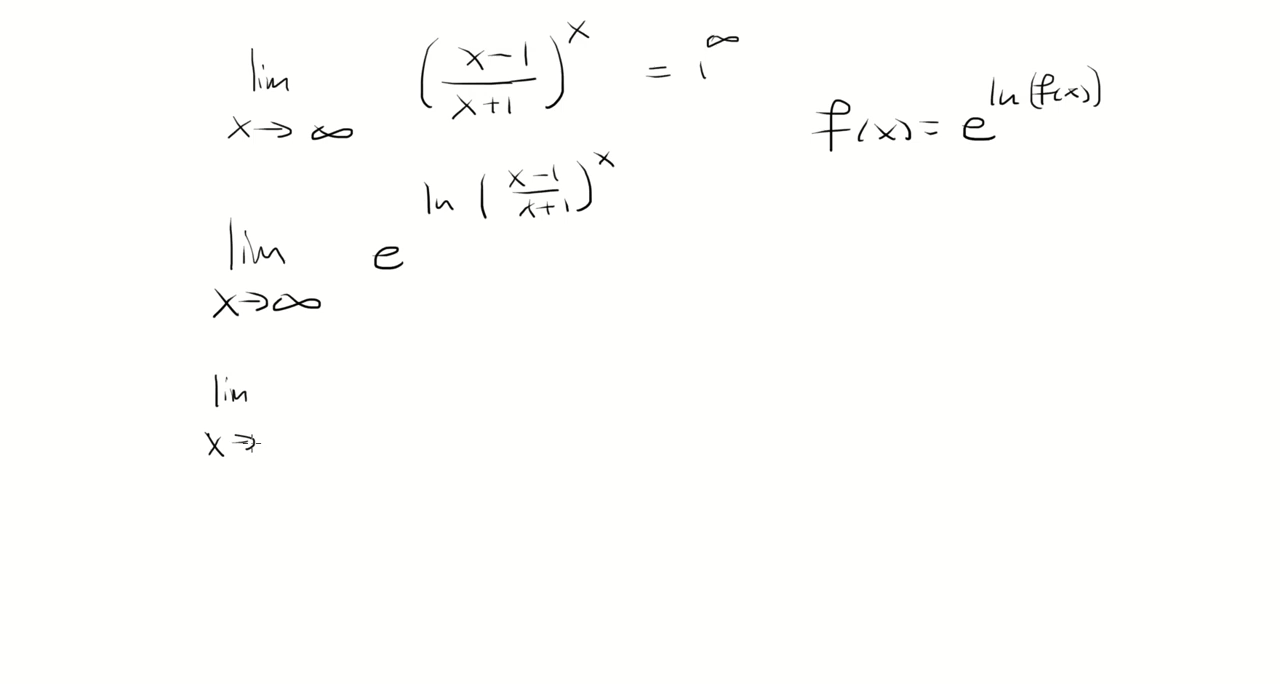 lim x→∞ ((x-1)/(x+1))^x = 1^∞
f(x) = e^(ln(f(x)))
lim x→∞ e^(ln((x-1)/(x+1))^x)
lim x→